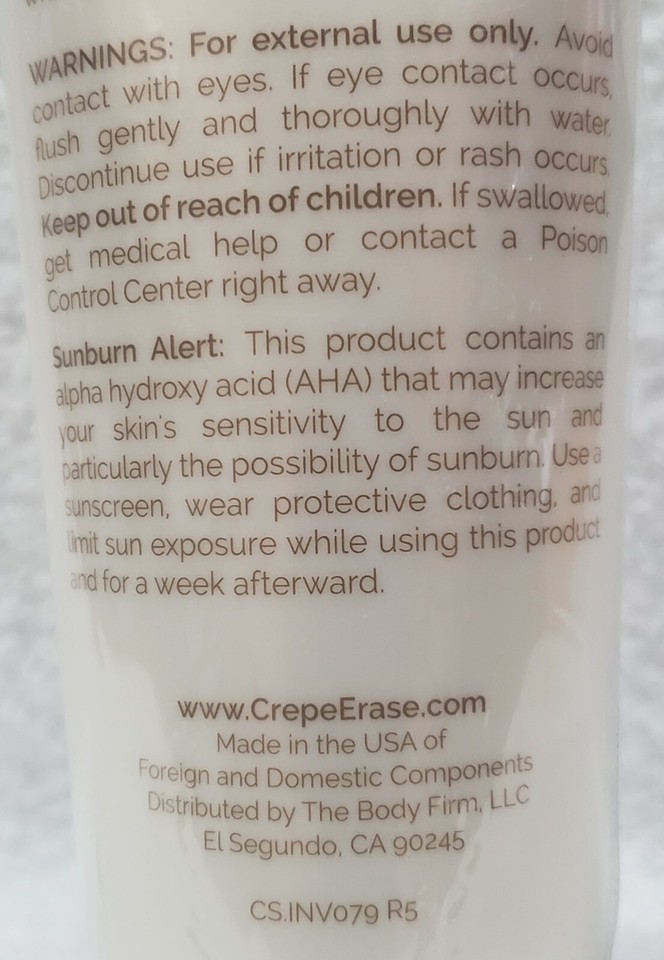 WARNINGS: For external use only. Avoid
contact with eyes. If eye contact occurs,
flush gently and thoroughly with water.
Discontinue use if irritation or rash occurs.
Keep out of reach of children. If swallowed,
get medical help or contact a Poison
Control Center right away.
Sunburn Alert: This product contains an
alpha hydroxy acid (AHA) that may increase
your skin's sensitivity to the sun and
particularly the possibility of sunburn. Use a
sunscreen, wear protective clothing, and
limit sun exposure while using this product
and for a week afterward.
www.CrepeErase.com
Made in the USA of
Foreign and Domestic Components
Distributed by The Body Firm, LLC
El Segundo, CA 90245
CS.INV079 R5